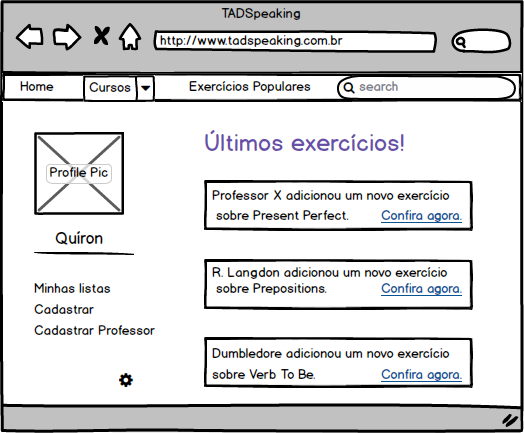 TADSpeaking
http://www.tadspeaking.com.br
Home Cursos Exercícios Populares search
Últimos exercícios!
Profile Pic
Quíron
Minhas listas
Cadastrar
Cadastrar Professor
Professor X adicionou um novo exercício
sobre Present Perfect. Confira agora.
R. Langdon adicionou um novo exercício
sobre Prepositions. Confira agora.
Dumbledore adicionou um novo exercício
sobre Verb To Be. Confira agora.